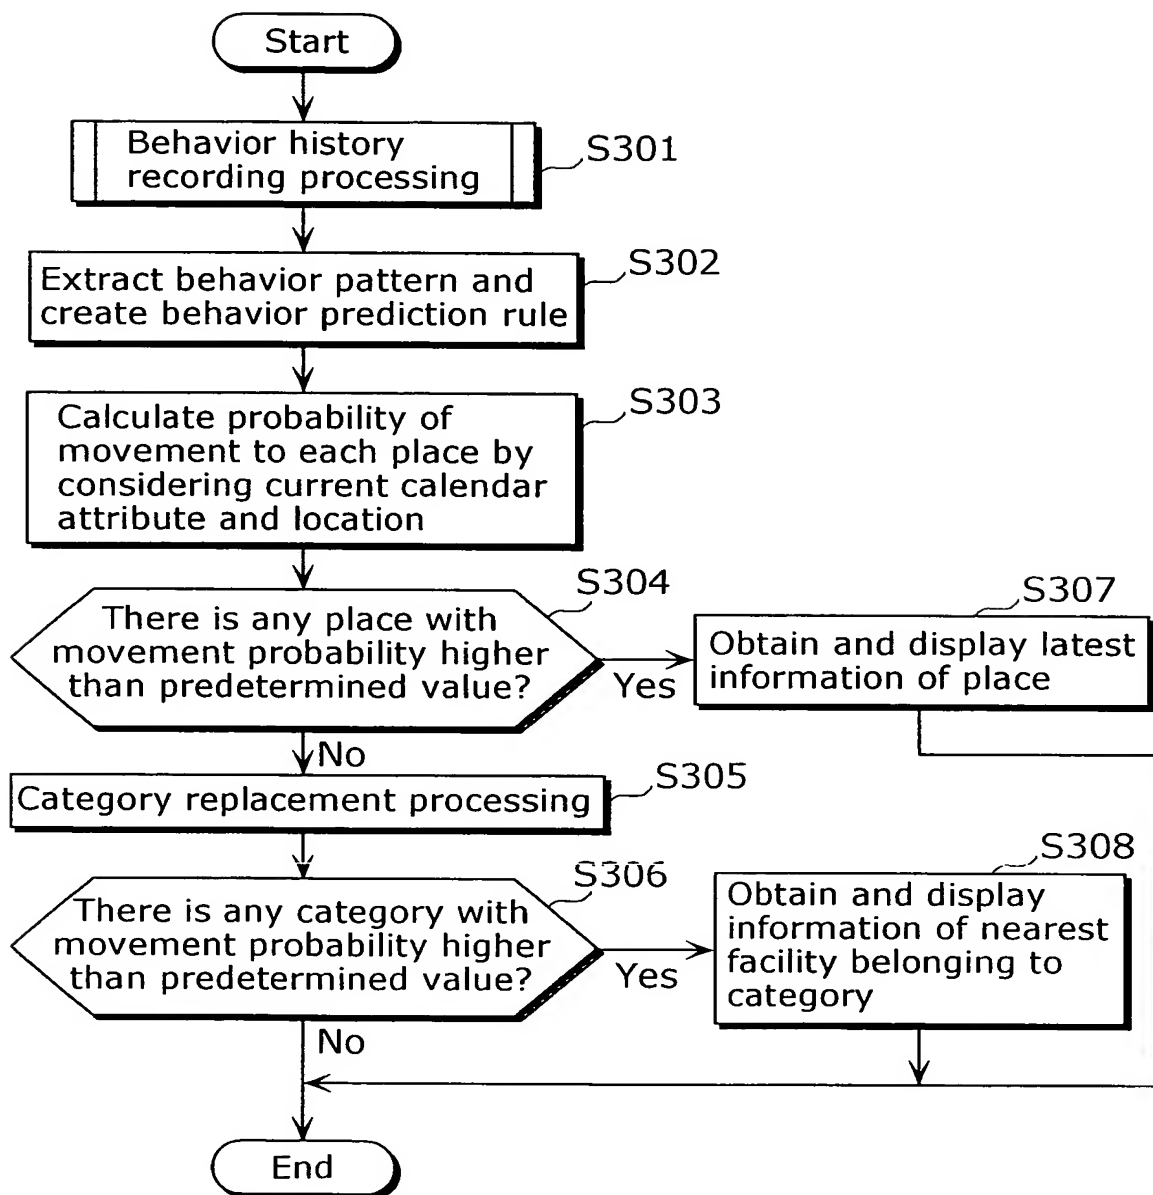 Start
Behavior history
recording processing
S301
Extract behavior pattern and
create behavior prediction rule
S302
Calculate probability of
movement to each place by
considering current calendar
attribute and location
S303
There is any place with
movement probability higher
than predetermined value?
S304
Yes
Obtain and display latest
information of place
S307
No
Category replacement processing
S305
There is any category with
movement probability higher
than predetermined value?
S306
Yes
Obtain and display
information of nearest
facility belonging to
category
S308
No
End